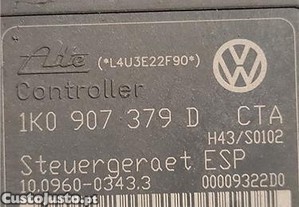 Ate (*L4U3E22F90*)
Controller
1K0 907 379 D CTA
H43/S0102
Steuergeraet ESP
10.0960-0343.3 00009322D0
CustoJusto.pt